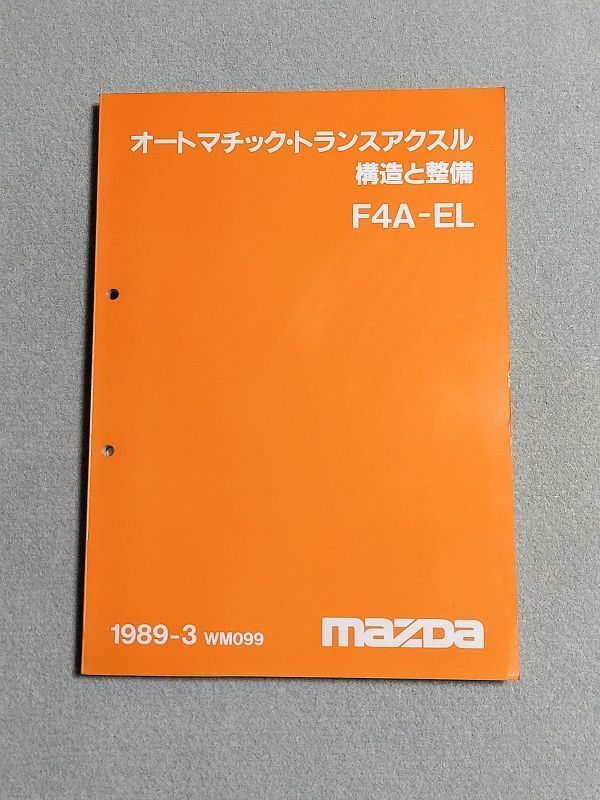 オートマチック・トランスアクスル
構造と整備
F4A-EL
1989-3 WM099
mazda